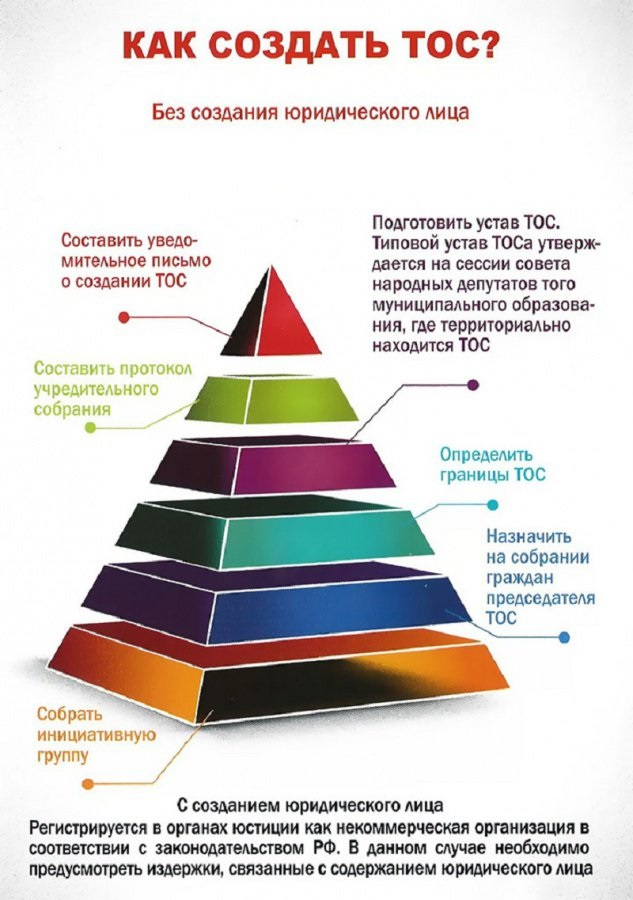 КАК СОЗДАТЬ ТОС?
Без создания юридического лица
Составить уведо-
мительное письмо
о создании ТОС
Подготовить устав ТОС.
Типовой устав ТОСа утверж-
дается на сессии совета
народных депутатов того
муниципального образова-
ния, где территориально
находится ТОС
Составить протокол
учредительного
собрания
Определить
границы ТОС
Назначить
на собрании
граждан
председателя
ТОС
Собрать
инициативную
группу
С созданием юридического лица
Регистрируется в органах юстиции как некоммерческая организация в
соответствии с законодательством РФ. В данном случае необходимо
предусмотреть издержки, связанные с содержанием юридического лица